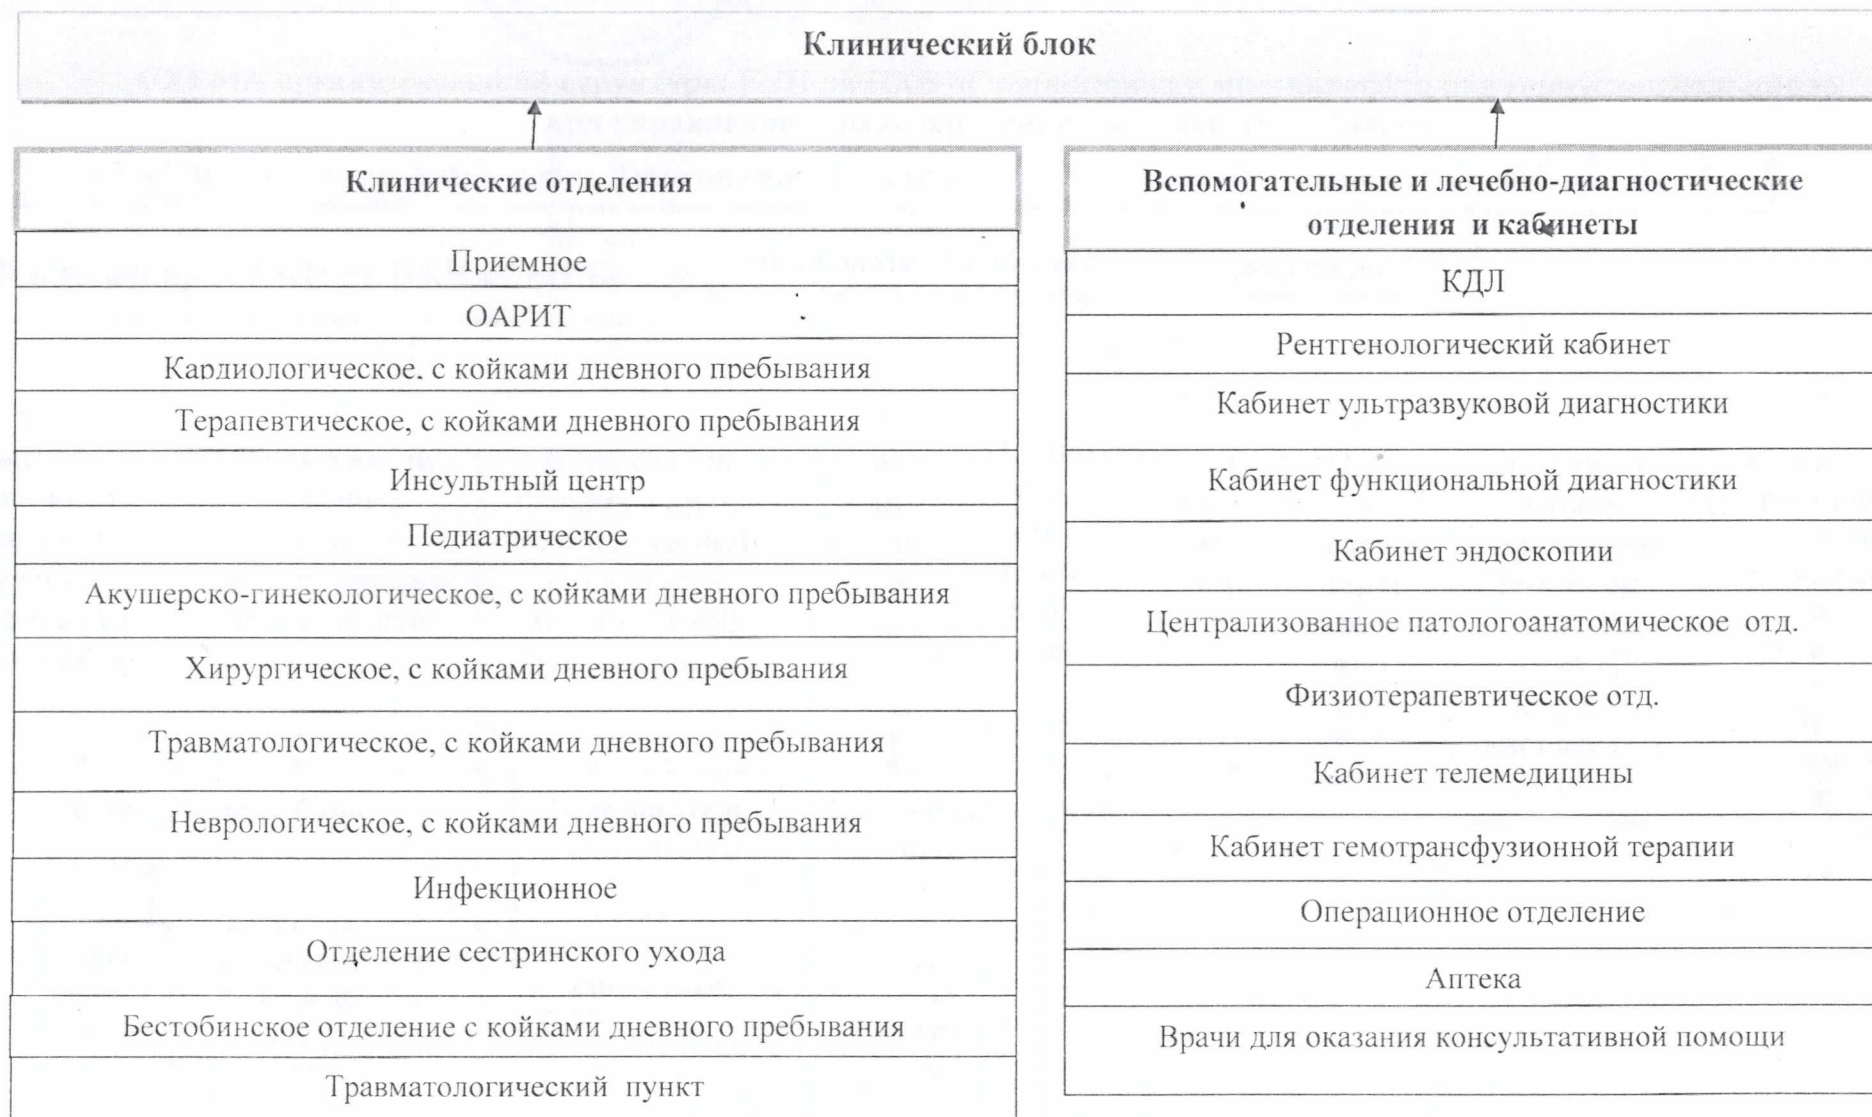 Клинический блок
Клинические отделения
Приемное
ОАРИТ
Кардиологическое, с койками дневного пребывания
Терапевтическое, с койками дневного пребывания
Инсультный центр
Педиатрическое
Акушерско-гинекологическое, с койками дневного пребывания
Хирургическое, с койками дневного пребывания
Травматологическое, с койками дневного пребывания
Неврологическое, с койками дневного пребывания
Инфекционное
Отделение сестринского ухода
Бестобинское отделение с койками дневного пребывания
Травматологический пункт
Вспомогательные и лечебно-диагностические
отделения и кабинеты
КДЛ
Рентгенологический кабинет
Кабинет ультразвуковой диагностики
Кабинет функциональной диагностики
Кабинет эндоскопии
Централизованное патологоанатомическое отд.
Физиотерапевтическое отд.
Кабинет телемедицины
Кабинет гемотрансфузионной терапии
Операционное отделение
Аптека
Врачи для оказания консультативной помощи